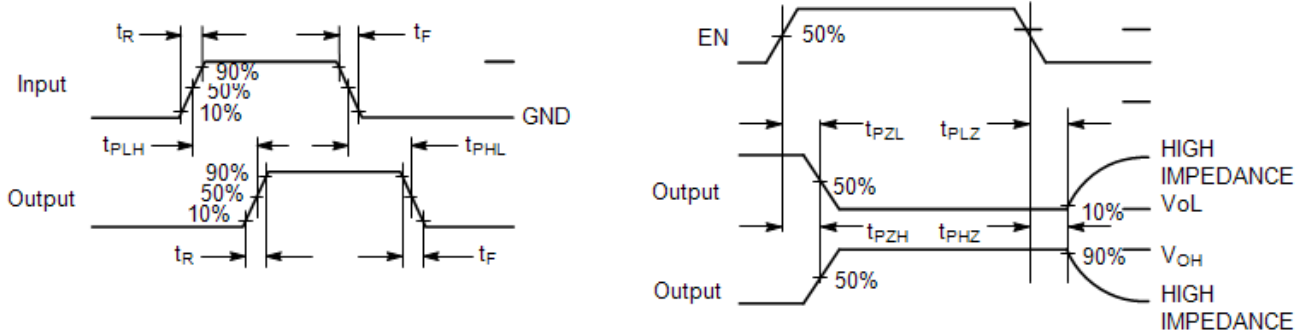 tR
tF
Input
90%
50%
10%
GND
tPLH
tPHL
Output
90%
50%
10%
tR
tF
EN
50%
tPZL
tPLZ
Output
50%
HIGH
IMPEDANCE
10%
VoL
tPZH
tPHZ
Output
50%
90%
VOH
HIGH
IMPEDANCE